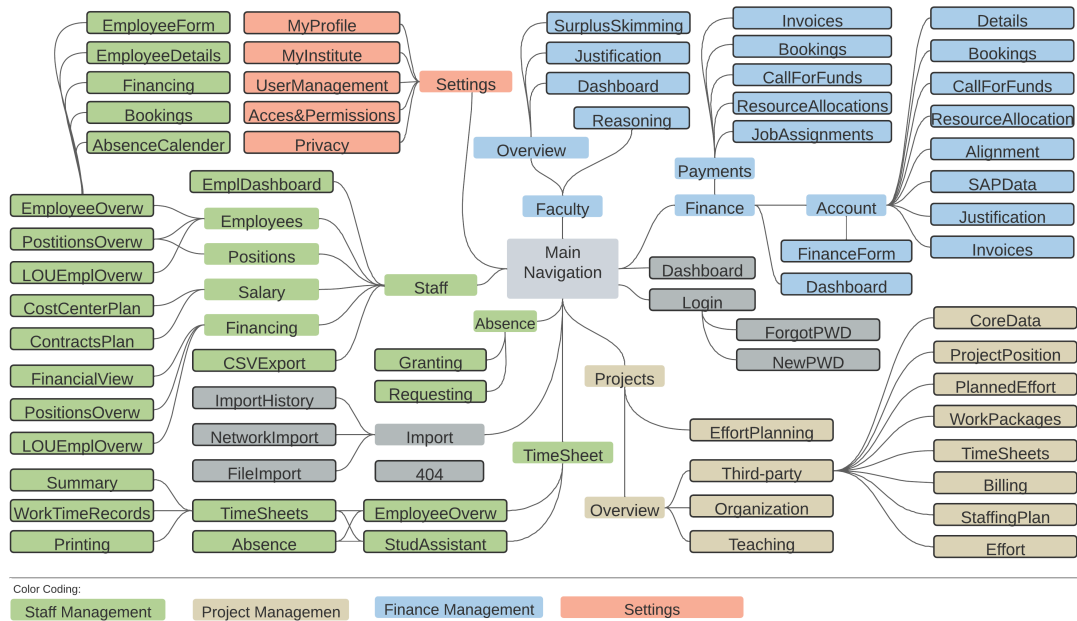 EmployeeForm
EmployeeDetails
Financing
Bookings
AbsenceCalender
MyProfile
MyInstitute
UserManagement
Acces&Permissions
Privacy
Settings
SurplusSkimming
Justification
Dashboard
Reasoning
Overview
Faculty
Invoices
Bookings
CallForFunds
ResourceAllocations
JobAssignments
Payments
Finance
Account
FinanceForm
Dashboard
Details
Bookings
CallForFunds
ResourceAllocation
Alignment
SAPData
Justification
Invoices
EmplDashboard
EmployeeOverw
PostitionsOverw
LOUEmplOverw
CostCenterPlan
ContractsPlan
FinancialView
PositionsOverw
LOUEmplOverw
Employees
Positions
Salary
Financing
CSVExport
Staff
Main
Navigation
Dashboard
Login
ForgotPWD
NewPWD
Absence
Granting
Requesting
ImportHistory
NetworkImport
FileImport
Import
404
TimeSheet
Summary
WorkTimeRecords
Printing
TimeSheets
Absence
EmployeeOverw
StudAssistant
Projects
EffortPlanning
Overview
Third-party
Organization
Teaching
CoreData
ProjectPosition
PlannedEffort
WorkPackages
TimeSheets
Billing
StaffingPlan
Effort
Color Coding:
Staff Management
Project Managemen
Finance Management
Settings